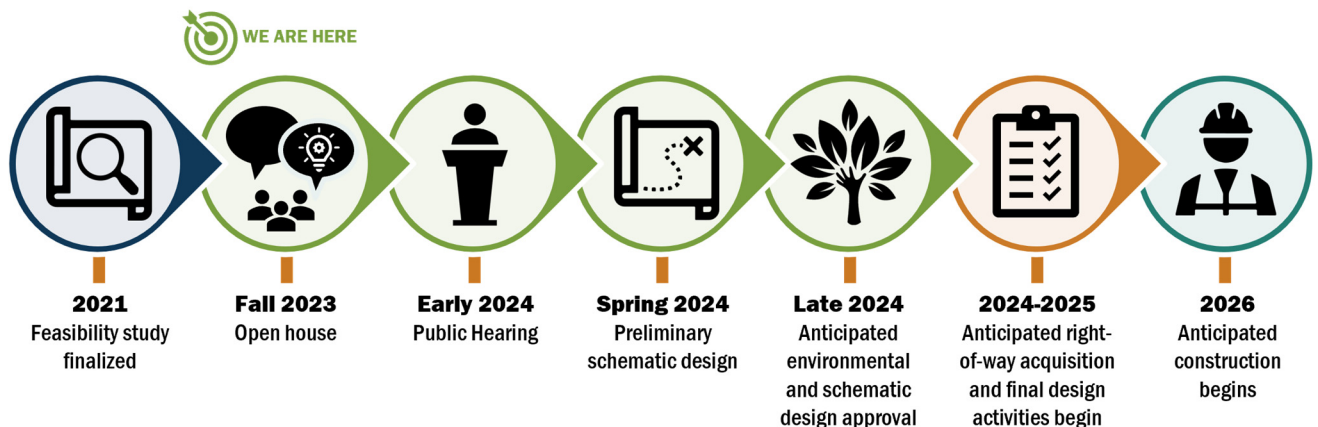 WE ARE HERE
2021
Feasibility study
finalized
Fall 2023
Open house
Early 2024
Public Hearing
Spring 2024
Preliminary
schematic design
Late 2024
Anticipated
environmental
and schematic
design approval
2024-2025
Anticipated right-
of-way acquisition
and final design
activities begin
2026
Anticipated
construction
begins